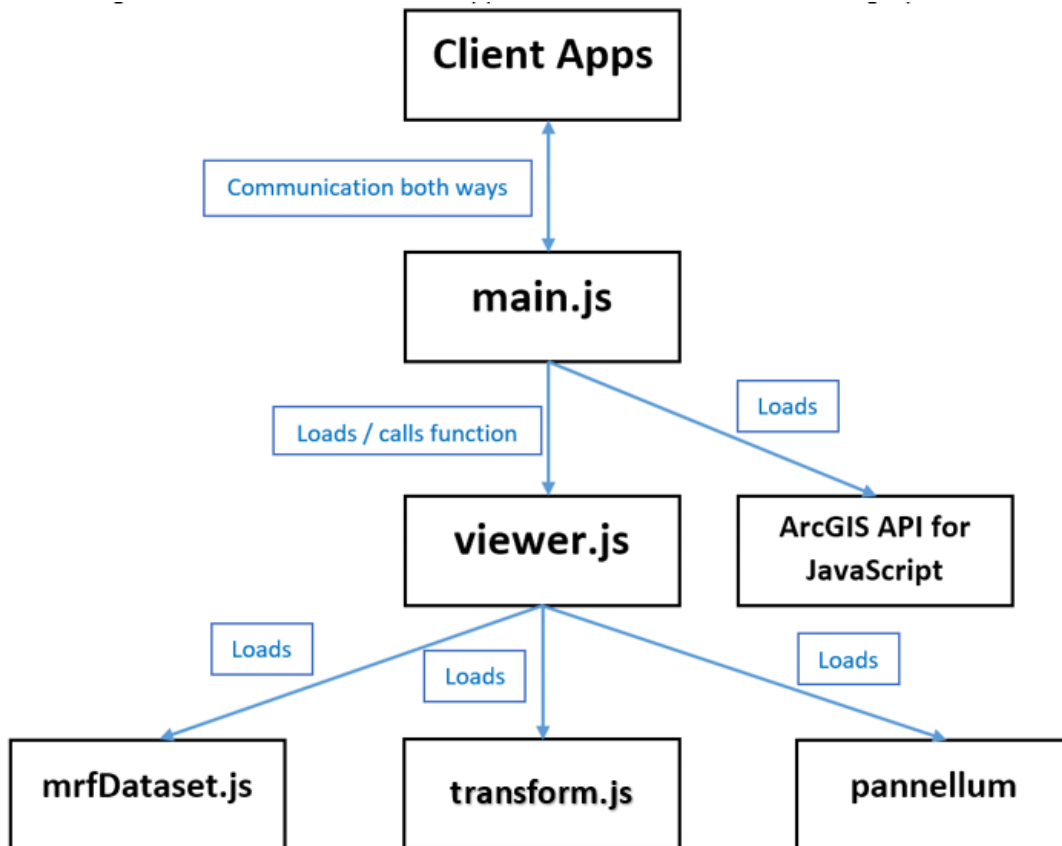 Client Apps
Communication both ways
main.js
Loads
Loads / calls function
viewer.js
ArcGIS API for
JavaScript
Loads
Loads
Loads
mrfDataset.js
transform.js
pannellum